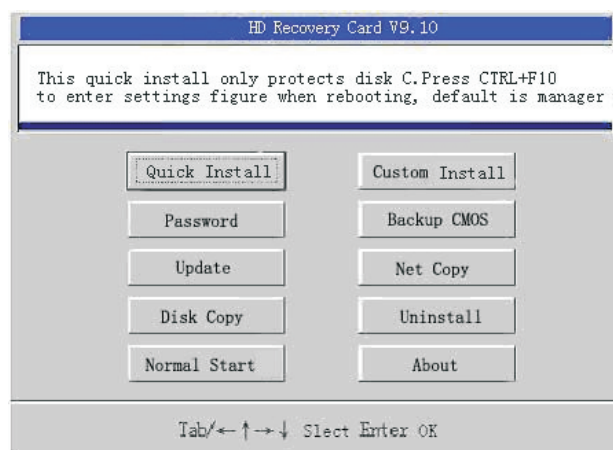 HD Recovery Card V9.10
This quick install only protects disk C.Press CTRL+F10
to enter settings figure when rebooting, default is manager
Quick Install
Custom Install
Password
Backup CMOS
Update
Net Copy
Disk Copy
Uninstall
Normal Start
About
Tab/←↑→↓ Slect Enter OK